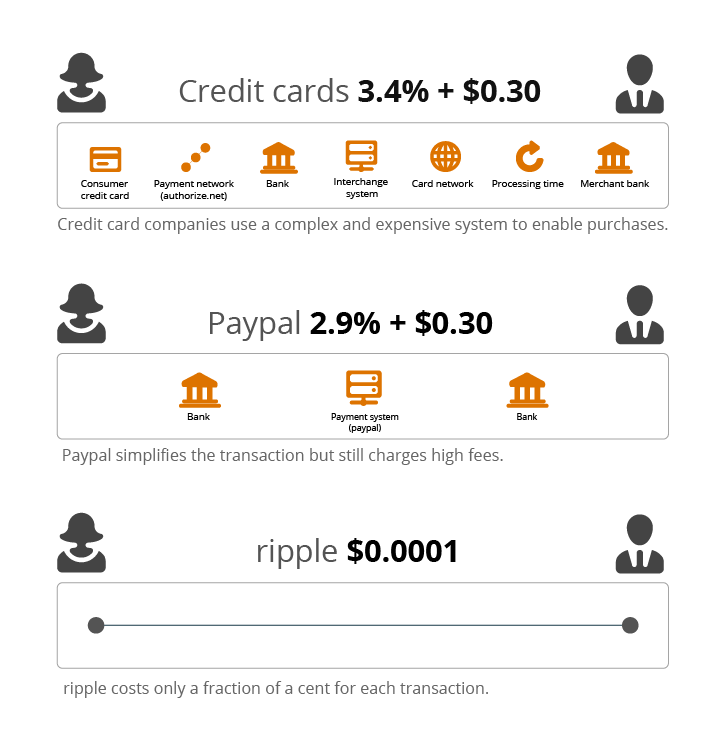 Credit cards 3.4% + $0.30
Consumer
credit card
Payment network
(authorize.net)
Bank
Interchange
system
Card network
Processing time
Merchant bank
Credit card companies use a complex and expensive system to enable purchases.
Paypal 2.9% + $0.30
Bank
Payment system
(paypal)
Bank
Paypal simplifies the transaction but still charges high fees.
ripple $0.0001
ripple costs only a fraction of a cent for each transaction.